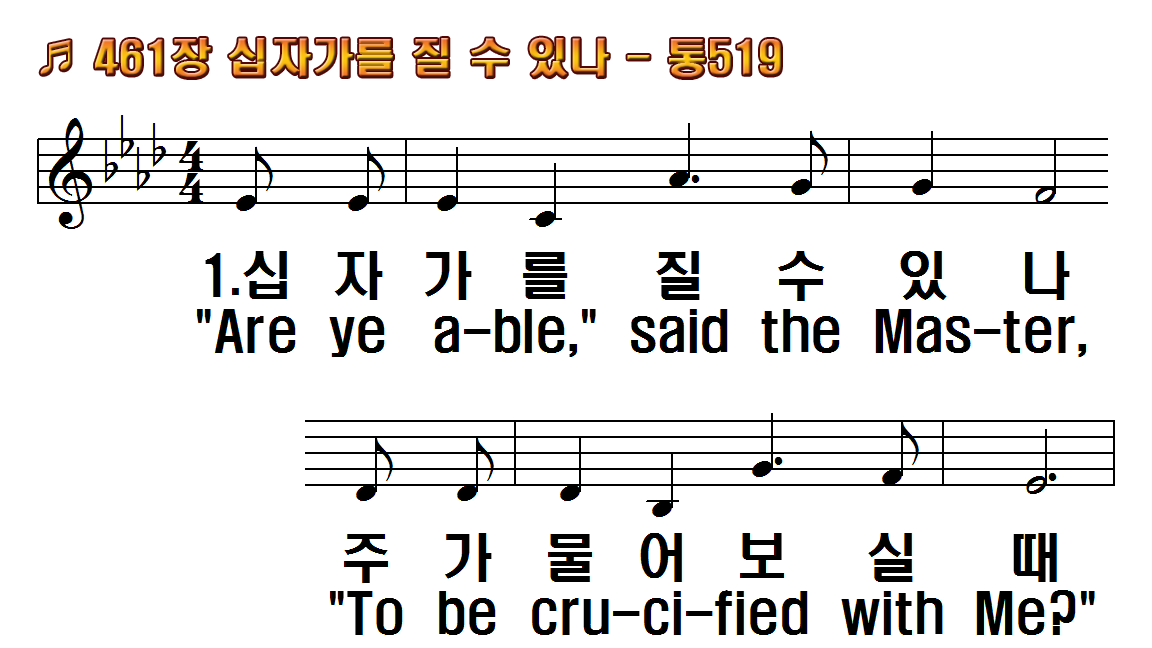 ♬ 461장 십자가를 질 수 있나 - 통519
4
4
1.십 자 가 를 질 수 있 나
"Are ye a-ble," said the Mas-ter,
주 가 물 어 보 실 때
"To be cru-ci-fied with Me?"